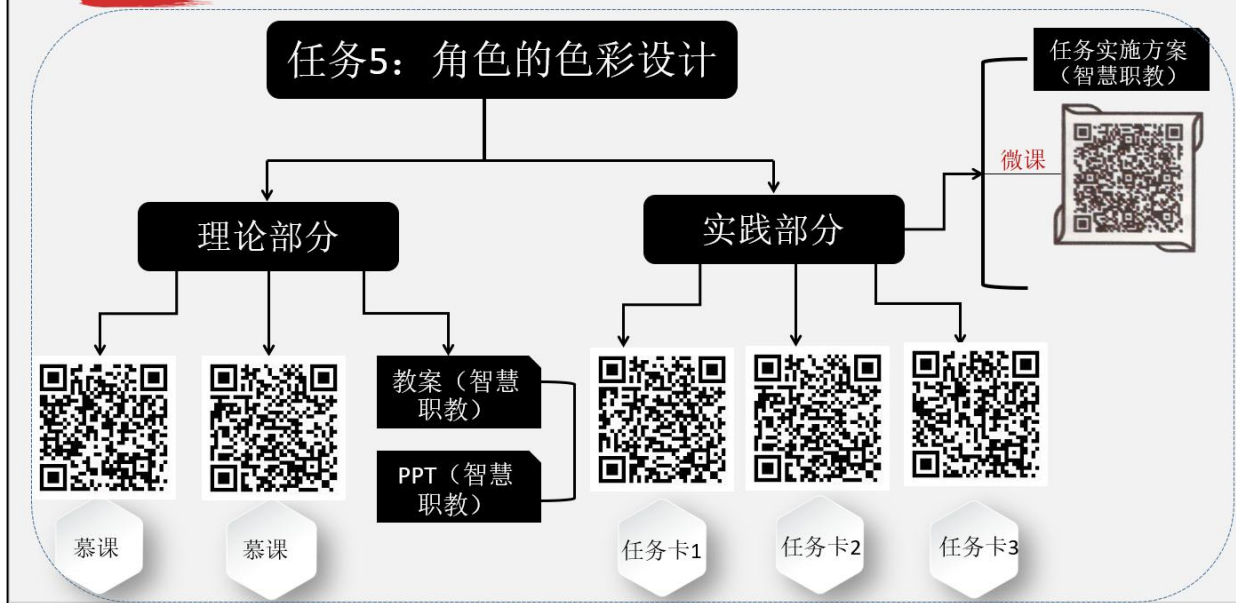 任务5：角色的色彩设计
任务实施方案
（智慧职教）
微课
理论部分
实践部分
教案（智慧
职教）
PPT（智慧
职教）
慕课
慕课
任务卡1
任务卡2
任务卡3